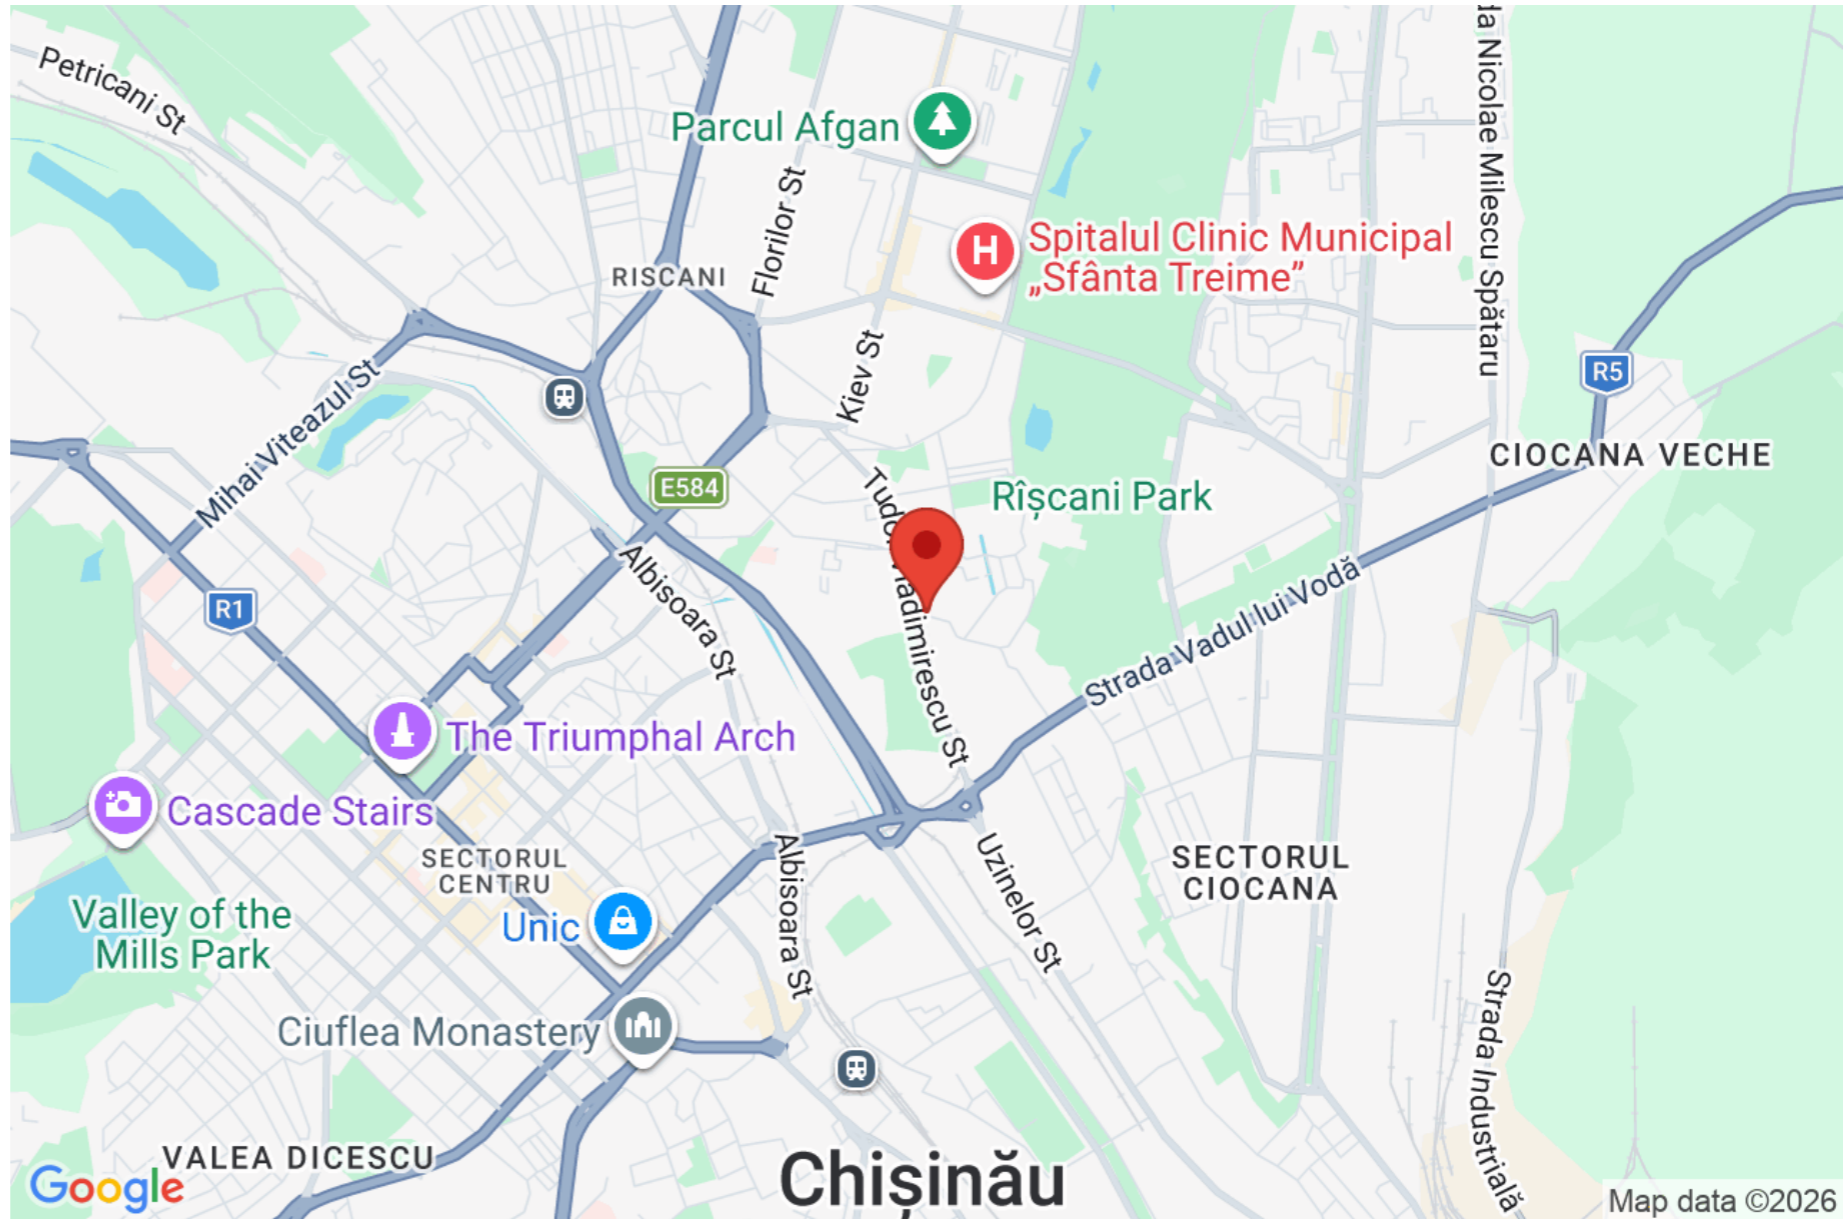 Petricani St
Parcul Afgan
Florilor St
da Nicolae Milescu Spătaru
Spitalul Clinic Municipal
„Sfânta Treime”
RISCANI
Kiev St
Mihai Viteazul St
R5
CIOCANA VECHE
E584
Rîșcani Park
Tudor Vladimirescu St
Albisoara St
R1
Strada Vadul lui Vodă
The Triumphal Arch
Cascade Stairs
SECTORUL
CENTRU
Albisoara St
Uzinelor St
SECTORUL
CIOCANA
Valley of the
Mills Park
Unic
Ciuflea Monastery
H
Strada Industrială
VALEA DICESCU
Chișinău
Google
Map data ©2026